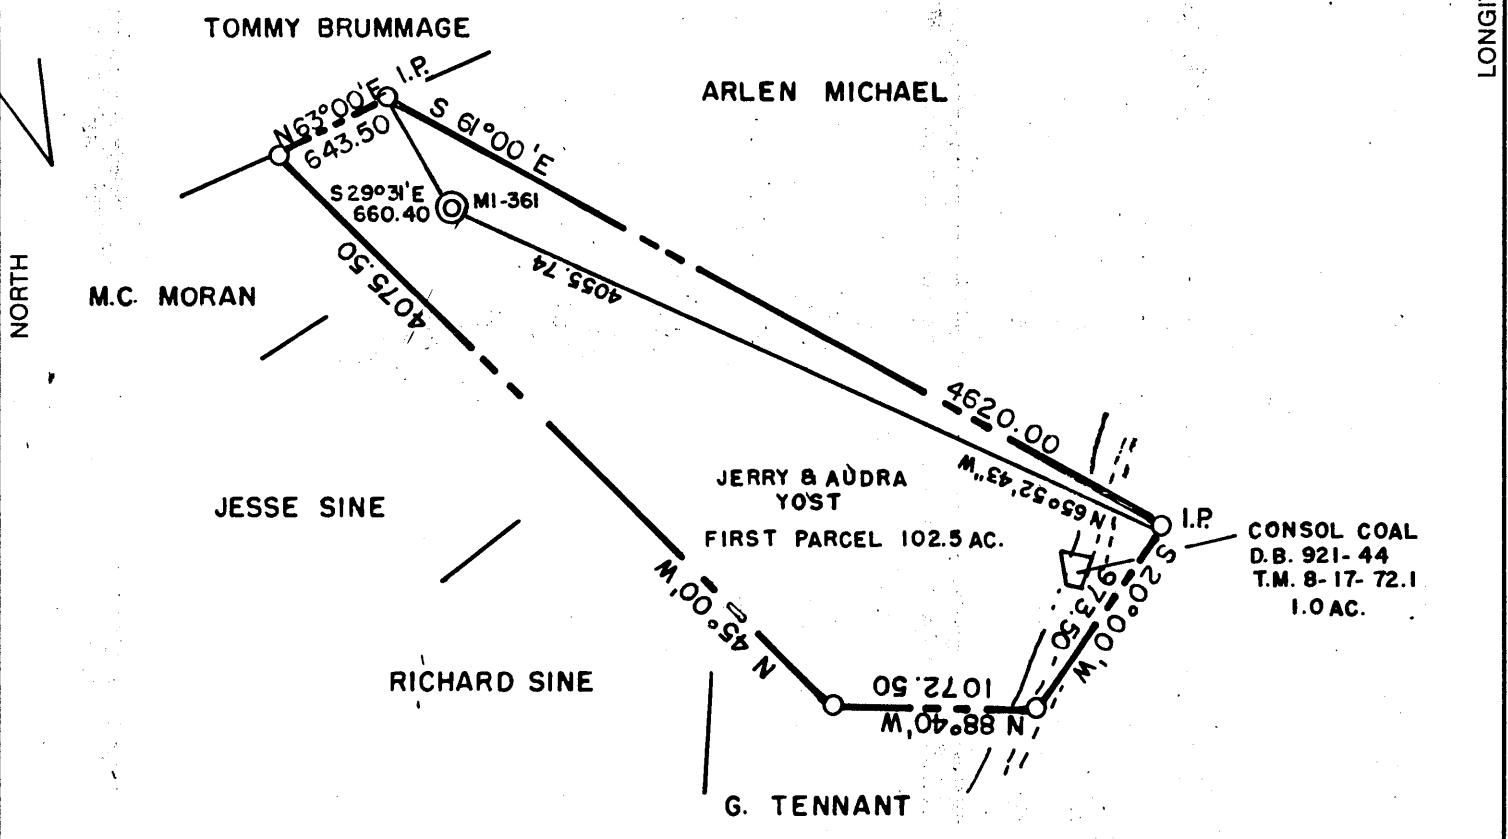 TOMMY BRUMMAGE
I.P.
ARLEN MICHAEL
N63°00'E
643.50
S 61°00'E
S29°31'E
660.40
MI-361
4075.50
4055.74
M.C. MORAN
NORTH
LONGI
4620.00
N 65°52'43"W
JERRY & AUDRA
YOST
FIRST PARCEL 102.5 AC.
JESSE SINE
I.P.
CONSOL COAL
D.B. 921-44
T.M. 8-17-72.1
1.0 AC.
S 20°00'W
973.50
N 45°00'W
RICHARD SINE
1072.50
N 88°40'W
G. TENNANT